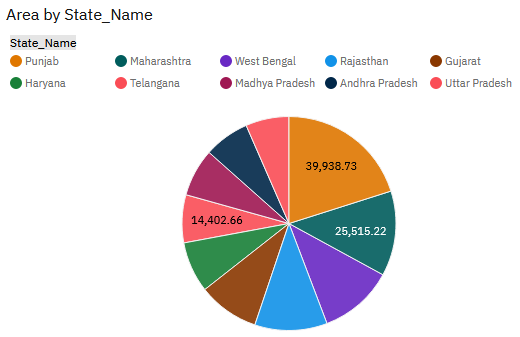 Area by State_Name
State_Name
Punjab Maharashtra West Bengal Rajasthan Gujarat
Haryana Telangana Madhya Pradesh Andhra Pradesh Uttar Pradesh
39,938.73
14,402.66
25,515.22